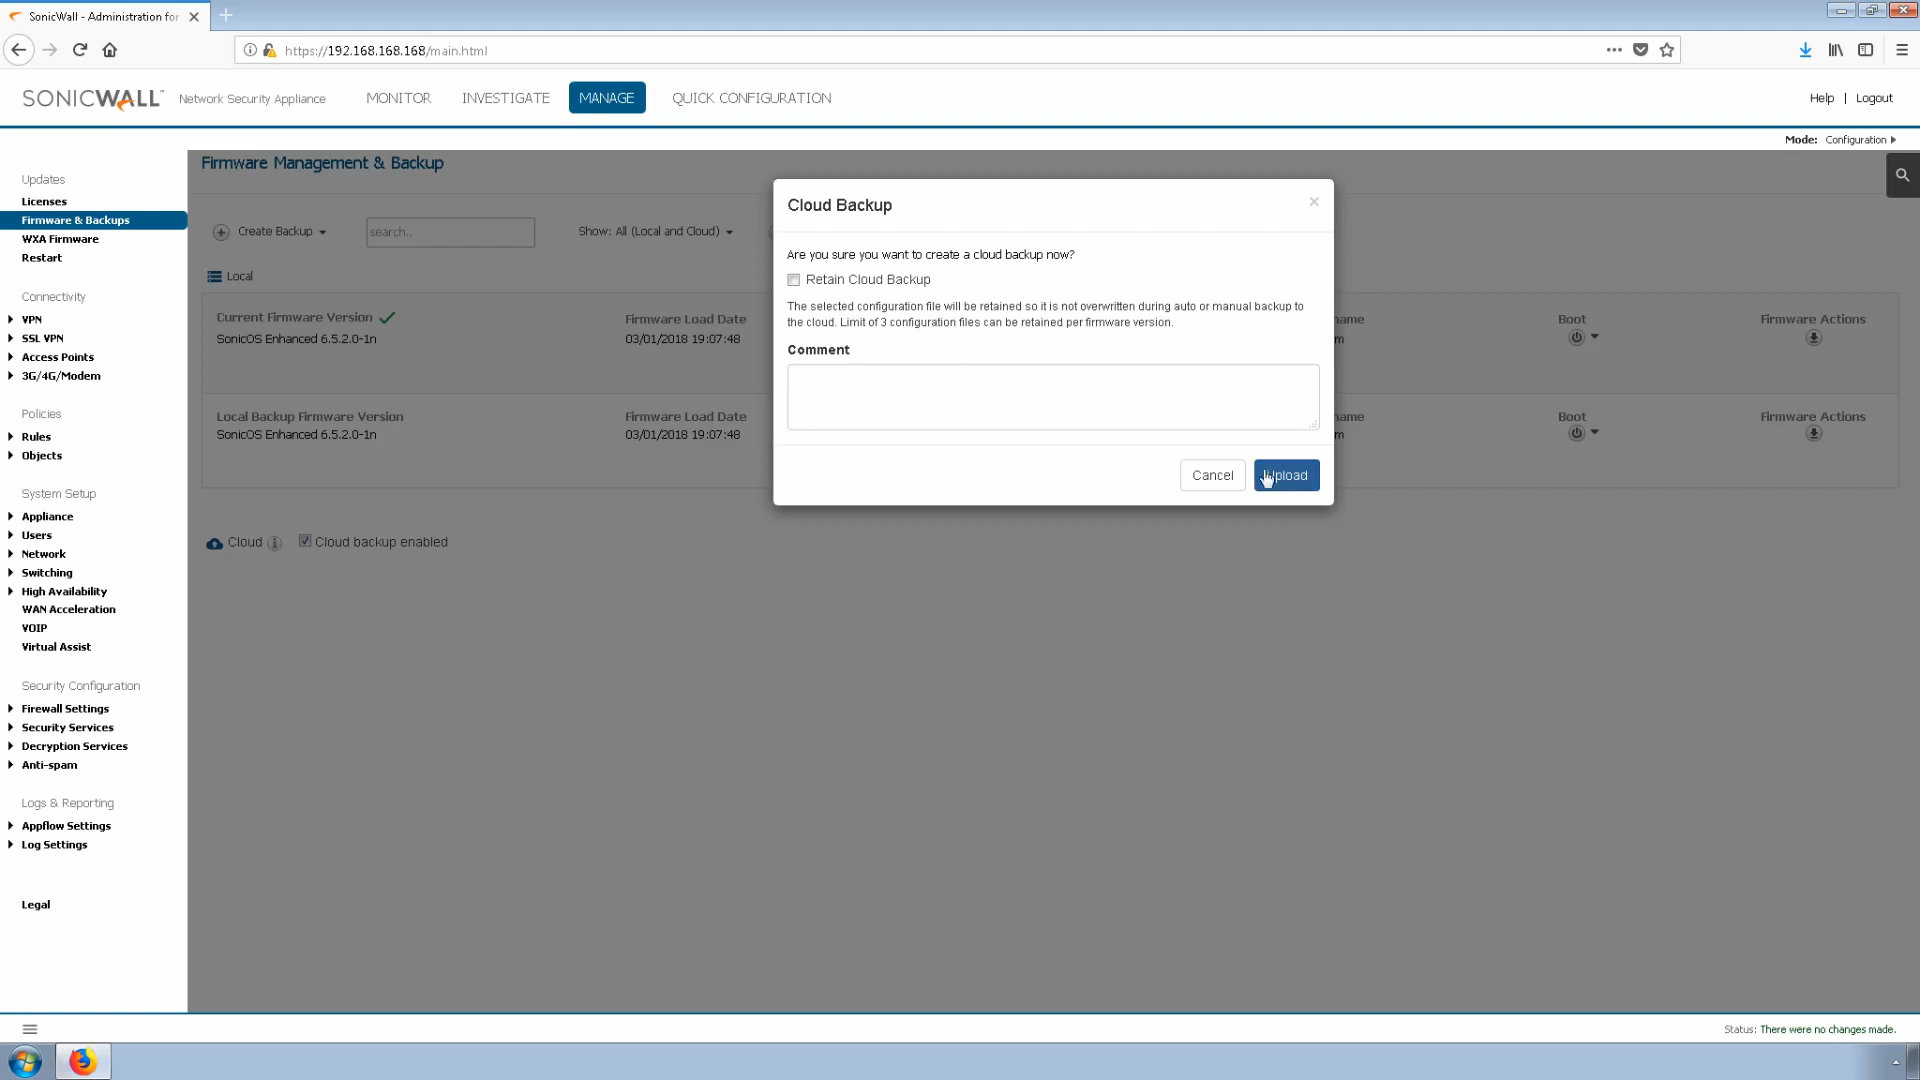 SonicWall - Administration for
https://192.168.168.168/main.html
SONICWALL Network Security Appliance MONITOR INVESTIGATE MANAGE QUICK CONFIGURATION Help | Logout
Mode: Configuration
Firmware Management & Backup
Updates
Licenses
Firmware & Backups
WXA Firmware
Restart
Connectivity
VPN
SSL VPN
Access Points
3G/4G/Modem
Policies
Rules
Objects
System Setup
Appliance
Users
Network
Switching
High Availability
WAN Acceleration
VOIP
Virtual Assist
Security Configuration
Firewall Settings
Security Services
Decryption Services
Anti-spam
Logs & Reporting
Appflow Settings
Log Settings
Legal
Create Backup search.. Show: All (Local and Cloud)
Local
Current Firmware Version Firmware Load Date name Boot Firmware Actions
SonicOS Enhanced 6.5.2.0-1n 03/01/2018 19:07:48 m
Local Backup Firmware Version Firmware Load Date name Boot Firmware Actions
SonicOS Enhanced 6.5.2.0-1n 03/01/2018 19:07:48 m
Cloud Cloud backup enabled
Cloud Backup ×
Are you sure you want to create a cloud backup now?
Retain Cloud Backup
The selected configuration file will be retained so it is not overwritten during auto or manual backup to
the cloud. Limit of 3 configuration files can be retained per firmware version.
Comment
Cancel Upload
Status: There were no changes made.